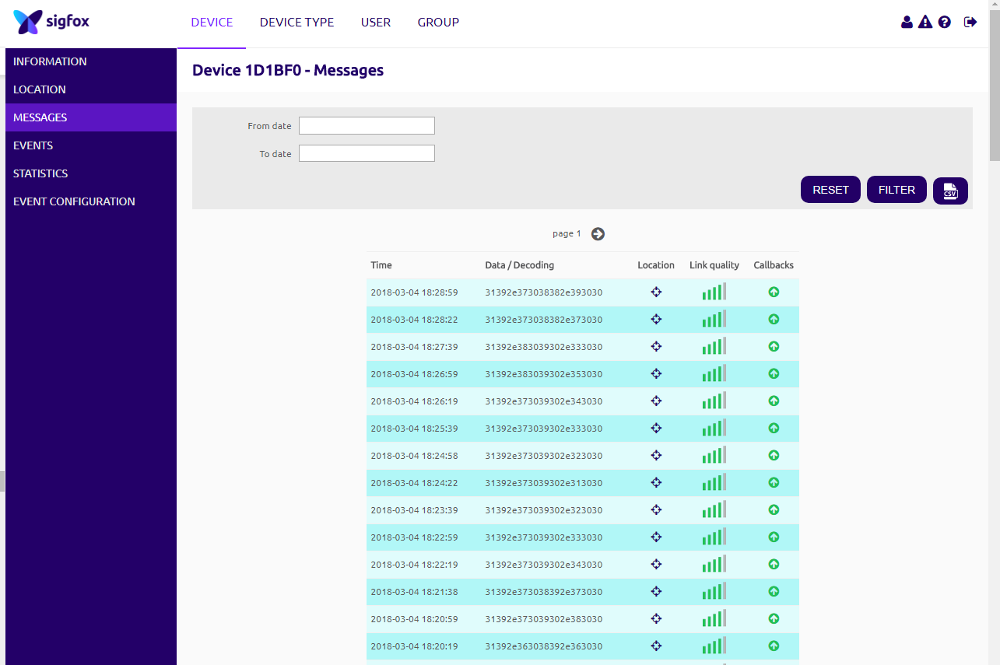 sigfox
DEVICE DEVICE TYPE USER GROUP
INFORMATION
LOCATION
MESSAGES
EVENTS
STATISTICS
EVENT CONFIGURATION
Device 1D1BF0 - Messages
From date
To date
RESET FILTER CSV
page 1
Time Data / Decoding Location Link quality Callbacks
2018-03-04 18:28:59 31392e373038382e393030
2018-03-04 18:28:22 31392e373038382e373030
2018-03-04 18:27:39 31392e383039302e333030
2018-03-04 18:26:59 31392e383039302e353030
2018-03-04 18:26:19 31392e373039302e343030
2018-03-04 18:25:39 31392e373039302e333030
2018-03-04 18:24:58 31392e373039302e323030
2018-03-04 18:24:22 31392e373039302e313030
2018-03-04 18:23:39 31392e373039302e323030
2018-03-04 18:22:59 31392e373039302e333030
2018-03-04 18:22:19 31392e373039302e343030
2018-03-04 18:21:38 31392e373038392e373030
2018-03-04 18:20:59 31392e373039302e383030
2018-03-04 18:20:19 31392e363038392e363030